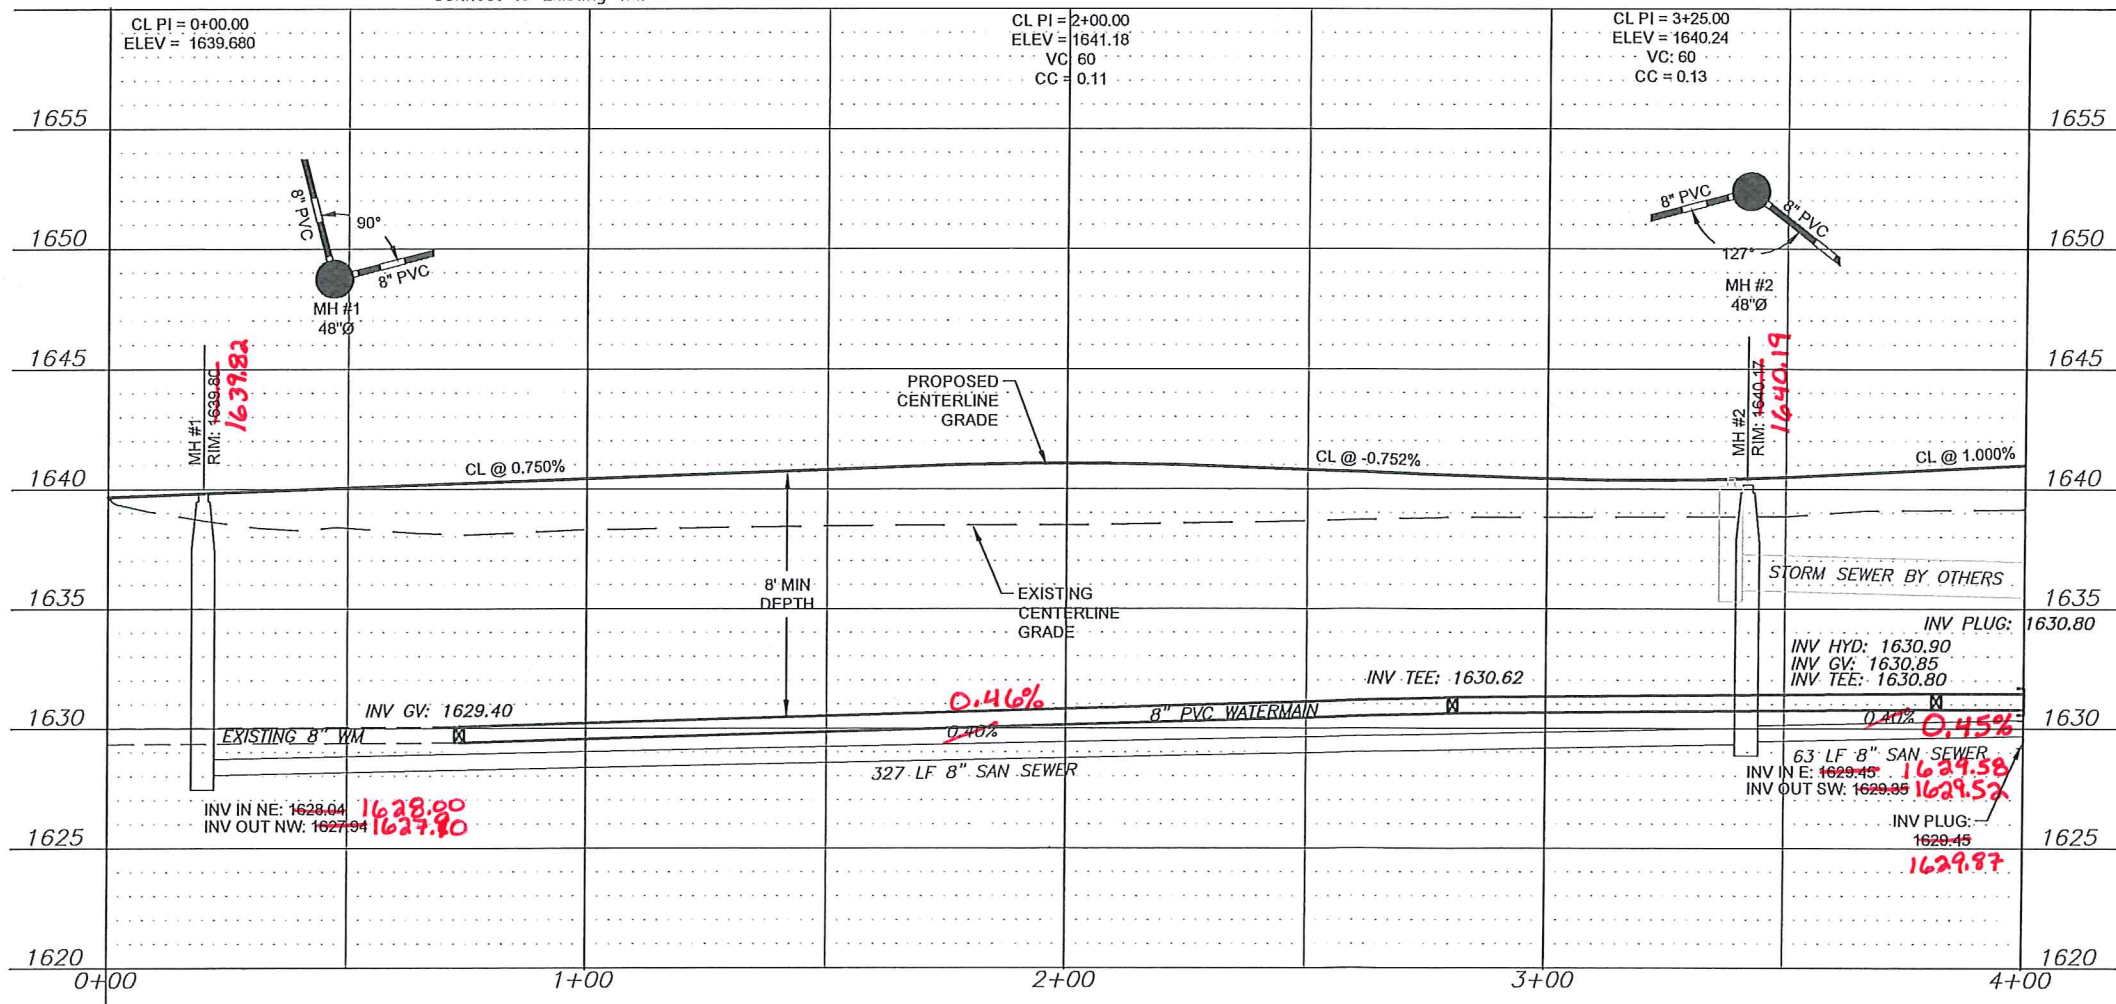 CL PI = 0+00.00
ELEV = 1639.680
CL PI = 2+00.00
ELEV = 1641.18
VC: 60
CC = 0.11
CL PI = 3+25.00
ELEV = 1640.24
VC: 60
CC = 0.13
1655
1655
8" PVC
90°
8" PVC
MH #1
48"Ø
8" PVC
8" PVC
127°
MH #2
48"Ø
1650
1650
1645
1645
MH #1
RIM: 1639.80
1639.82
PROPOSED
CENTERLINE
GRADE
MH #2
RIM: 1640.17
1640.19
CL @ 0.750%
CL @ -0.752%
CL @ 1.000%
1640
1640
8' MIN
DEPTH
EXISTING
CENTERLINE
GRADE
STORM SEWER BY OTHERS
1635
1635
INV PLUG: 1630.80
INV HYD: 1630.90
INV GV: 1630.85
INV TEE: 1630.80
INV TEE: 1630.62
INV GV: 1629.40
0.46%
8" PVC WATERMAIN
1630
1630
EXISTING 8" WM
0.40%
0.40%
0.45%
327 LF 8" SAN SEWER
63 LF 8" SAN SEWER
INV IN E: 1629.45 1629.58
INV OUT SW: 1629.35 1629.52
INV IN NE: 1628.04 1628.00
INV OUT NW: 1627.94 1627.90
INV PLUG:
1629.45
1629.87
1625
1625
1620
1620
0+00
1+00
2+00
3+00
4+00